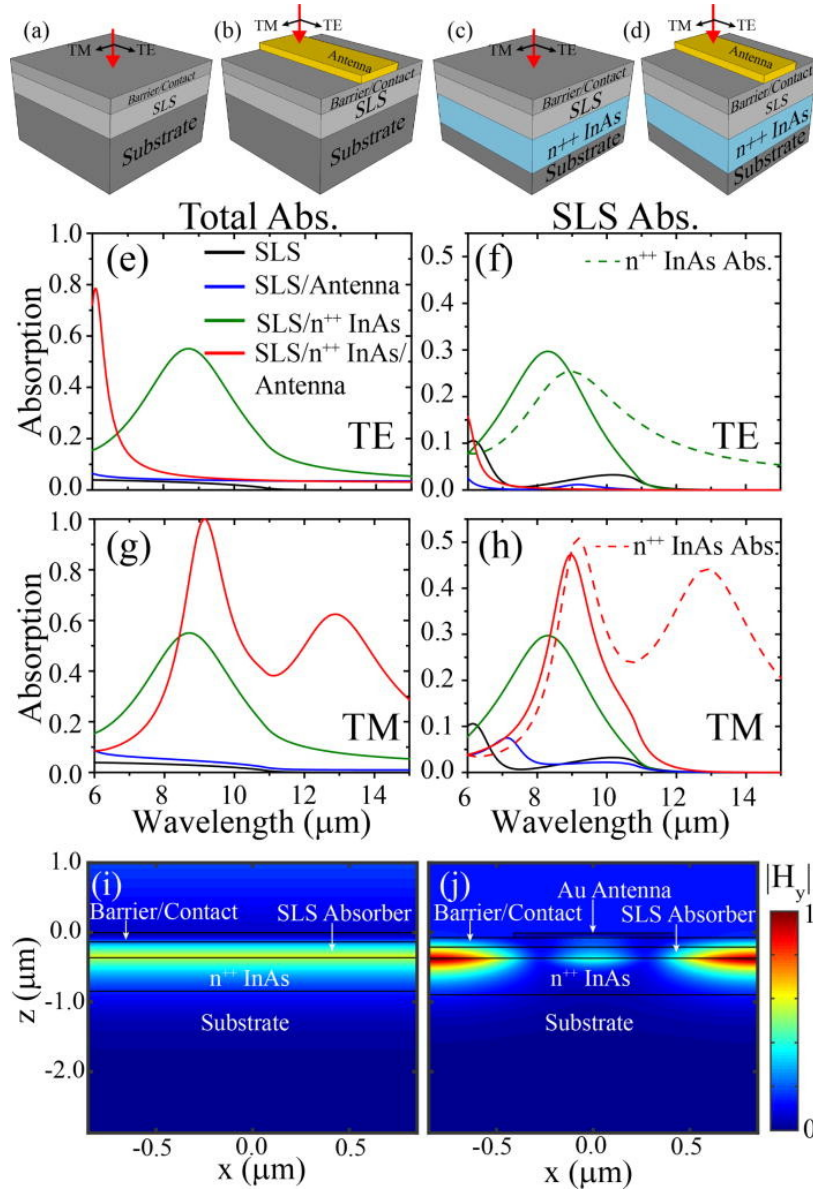 (a)
TM
TE
Barrier/Contact
SLS
Substrate
(b)
TM
TE
Antenna
Barrier/Contact
SLS
Substrate
(c)
TM
TE
Barrier/Contact
SLS
n++ InAs
Substrate
(d)
TM
TE
Antenna
Barrier/Contact
SLS
n++ InAs
Substrate
Total Abs.
(e)
SLS
SLS/Antenna
SLS/n⁺⁺ InAs
SLS/n⁺⁺ InAs/
Antenna
TE
Absorption
1.0
0.8
0.6
0.4
0.2
0.0
SLS Abs.
(f)
n⁺⁺ InAs Abs.
TE
0.5
0.4
0.3
0.2
0.1
0.0
(g)
TM
Absorption
1.0
0.8
0.6
0.4
0.2
0.0
6 8 10 12 14
Wavelength (μm)
(h)
n⁺⁺ InAs Abs.
TM
0.5
0.4
0.3
0.2
0.1
0.0
6 8 10 12 14
Wavelength (μm)
(i)
Barrier/Contact
SLS Absorber
n⁺⁺ InAs
Substrate
z (μm)
1.0
0.0
-1.0
-2.0
-0.5 0.0 0.5
x (μm)
(j)
Au Antenna
Barrier/Contact
SLS Absorber
n⁺⁺ InAs
Substrate
-0.5 0.0 0.5
x (μm)
|Hy|
1
0